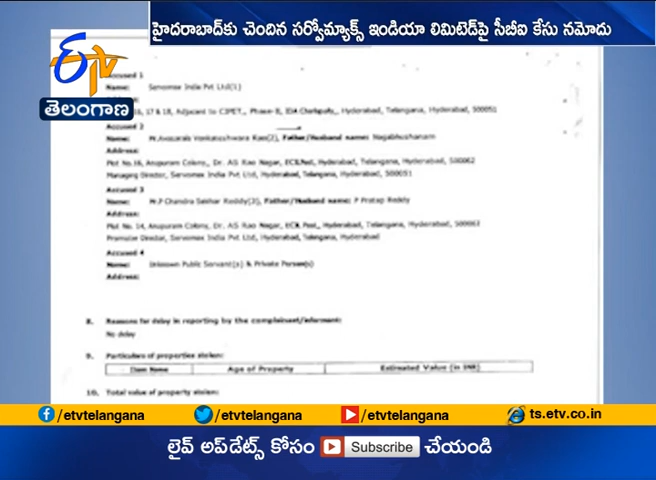 హైదరాబాద్‌కు చెందిన సర్వోమ్యాక్స్ ఇండియా లిమిటెడ్‌పై సీబీఐ కేసు నమోదు
etv
తెలంగాణ
Accused 1
Name: Servomax India Pvt Ltd(1)
16, 17 & 18, Adjacent to CIPET, Phase-II, IDA Cherlapally, Hyderabad, Telangana, Hyderabad, 500051
Accused 2
Name: Venkateshwara Rao(2), Father/Husband name: Nagabhushanam
Address:
Plot No.16, Anupuram Colony, Dr. AS Rao Nagar, ECIL Post, Hyderabad, Telangana, Hyderabad, 500062
Managing Director, Servomax India Pvt Ltd, Hyderabad, Telangana, Hyderabad, 500051
Accused 3
Name: M.P Chandra Sekhar Reddy(3), Father/Husband name: P Pratap Reddy
Address:
Plot No. 14, Anupuram Colony, Dr. AS Rao Nagar, ECIL Post, Hyderabad, Telangana, Hyderabad, 500062
Promoter Director, Servomax India Pvt Ltd, Hyderabad, Telangana, Hyderabad
Accused 4
Name: Unknown Public Servant(s) & Private Person(s)
Address:
8. Reasons for delay in reporting by the complainant/informant:
No delay
9. Particulars of properties stolen:
Item Name Age of Property Estimated Value (in INR)
10. Total value of property stolen:
/etvtelangana /etvtelangana /etvtelangana ts.etv.co.in
లైవ్ అప్‌డేట్స్ కోసం Subscribe చేయండి